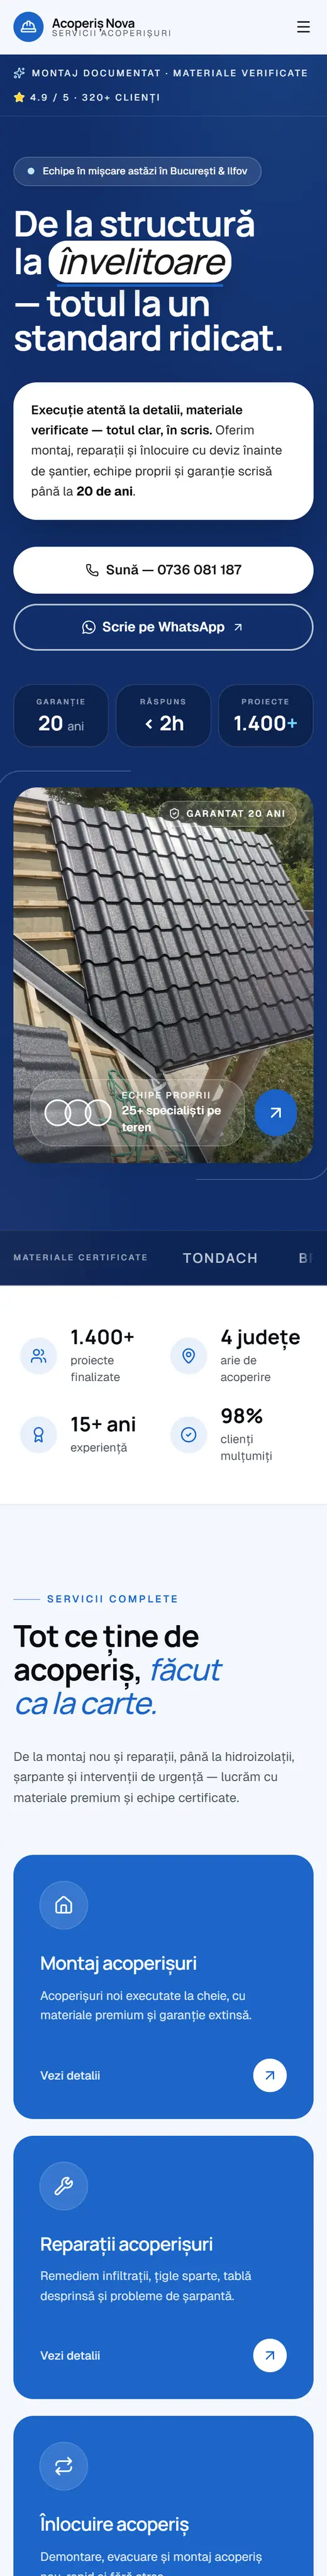 Acoperiș Nova
SERVICII ACOPERIȘURI
MONTAJ DOCUMENTAT · MATERIALE VERIFICATE
⭐ 4.9 / 5 · 320+ CLIENȚI
Echipe în mișcare astăzi în București & Ilfov
De la structură
la învelitoare
— totul la un
standard ridicat.
Execuție atentă la detalii, materiale
verificate — totul clar, în scris. Oferim
montaj, reparații și înlocuire cu deviz înainte
de șantier, echipe proprii și garanție scrisă
până la 20 de ani.
Sună — 0736 081 187
Scrie pe WhatsApp
GARANȚIE
20 ani
RĂSPUNS
< 2h
PROIECTE
1.400+
GARANTAT 20 ANI
ECHIPE PROPRII
25+ specialiști pe
teren
MATERIALE CERTIFICATE
TONDACH
1.400+
proiecte
finalizate
4 județe
arie de
acoperire
15+ ani
experiență
98%
clienți
mulțumiți
SERVICII COMPLETE
Tot ce ține de
acoperiș, făcut
ca la carte.
De la montaj nou și reparații, până la hidroizolații,
șarpante și intervenții de urgență — lucrăm cu
materiale premium și echipe certificate.
Montaj acoperișuri
Acoperișuri noi executate la cheie, cu
materiale premium și garanție extinsă.
Vezi detalii
Reparații acoperișuri
Remediem infiltrații, țigle sparte, tablă
desprinsă și probleme de șarpantă.
Vezi detalii
Înlocuire acoperiș
Demontare, evacuare și montaj acoperiș
nou, rapid și fără stres.